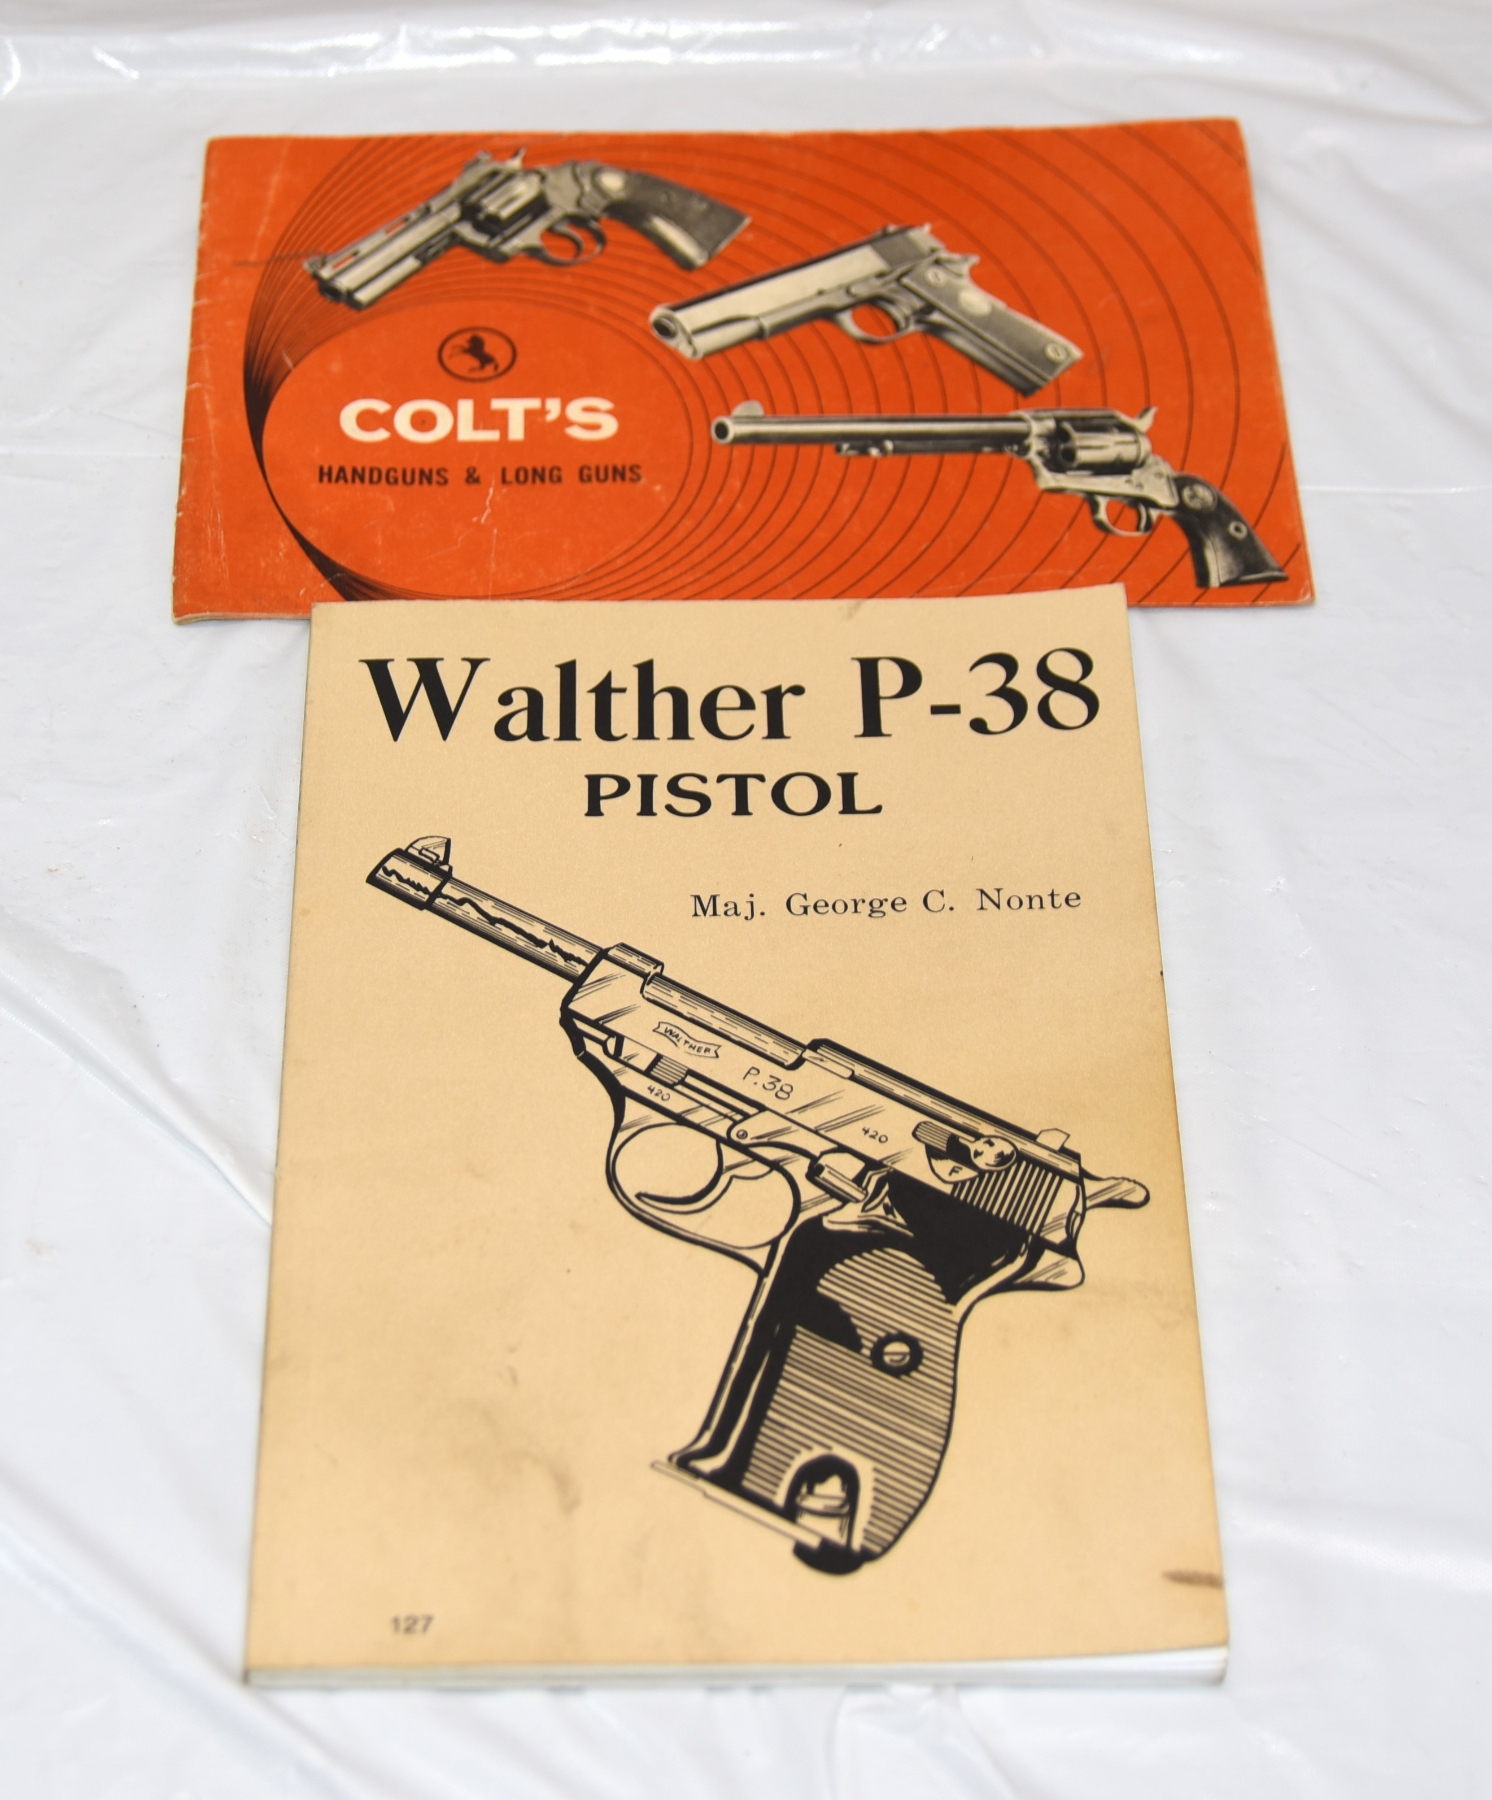 COLT'S
HANDGUNS & LONG GUNS
Walther P-38
PISTOL
Maj. George C. Nonte
WALTHER
P.38
420
420
F
127